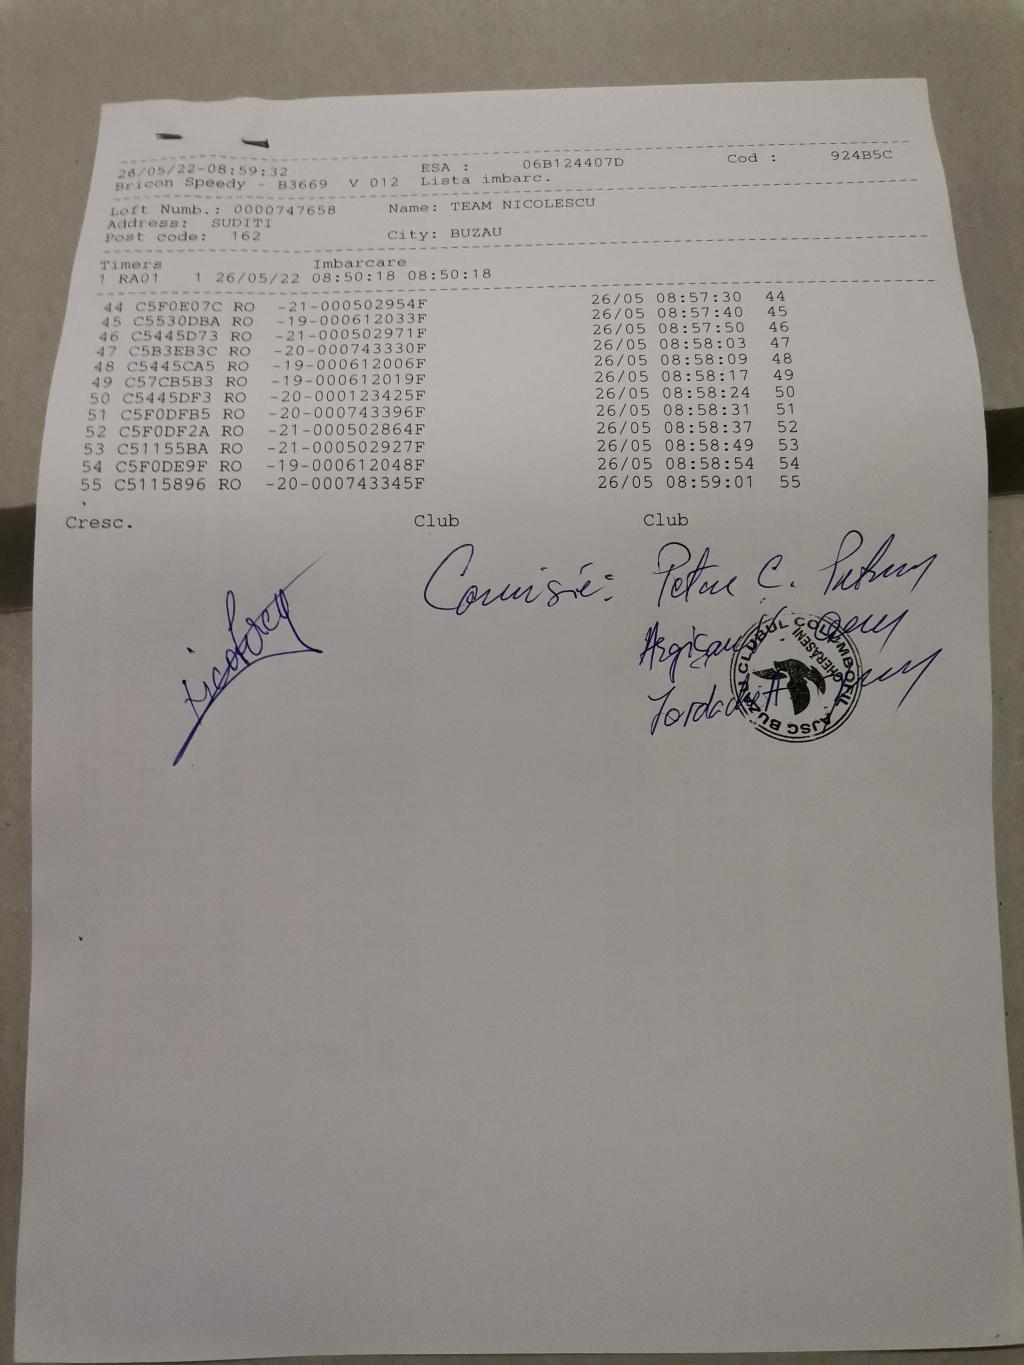 26/05/22-08:59:32 ESA : 06B124407D Cod : 924B5C
Bricon Speedy - B3669 V 012 Lista imbarc.
Loft Numb.: 0000747658 Name: TEAM NICOLESCU
Address: SUDITI
Post code: 162 City: BUZAU
Timers Imbarcare
1 RA01 1 26/05/22 08:50:18 08:50:18
44 C5F0E07C RO -21-000502954F 26/05 08:57:30 44
45 C5530DBA RO -19-000612033F 26/05 08:57:40 45
46 C5445D73 RO -21-000502971F 26/05 08:57:50 46
47 C5B3EB3C RO -20-000743330F 26/05 08:58:03 47
48 C5445CA5 RO -19-000612006F 26/05 08:58:09 48
49 C57CB5B3 RO -19-000612019F 26/05 08:58:17 49
50 C5445DF3 RO -20-000123425F 26/05 08:58:24 50
51 C5F0DFB5 RO -20-000743396F 26/05 08:58:31 51
52 C5F0DF2A RO -21-000502864F 26/05 08:58:37 52
53 C51155BA RO -21-000502927F 26/05 08:58:49 53
54 C5F0DE9F RO -19-000612048F 26/05 08:58:54 54
55 C5115896 RO -20-000743345F 26/05 08:59:01 55
Cresc. Club Club
Comisie: Petre C.
CLUBUL COLUMBOFIL AJSC BUZAU
GHERASENI